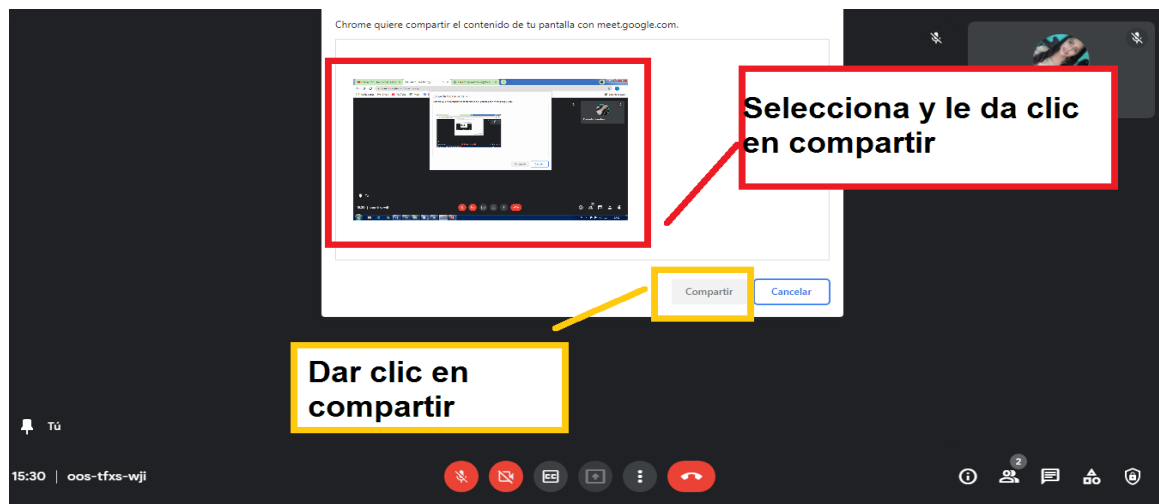 Chrome quiere compartir el contenido de tu pantalla con meet.google.com.
Selecciona y le da clic
en compartir
Compartir
Cancelar
Dar clic en
compartir
Tú
2
15:30 | oos-tfxs-wji